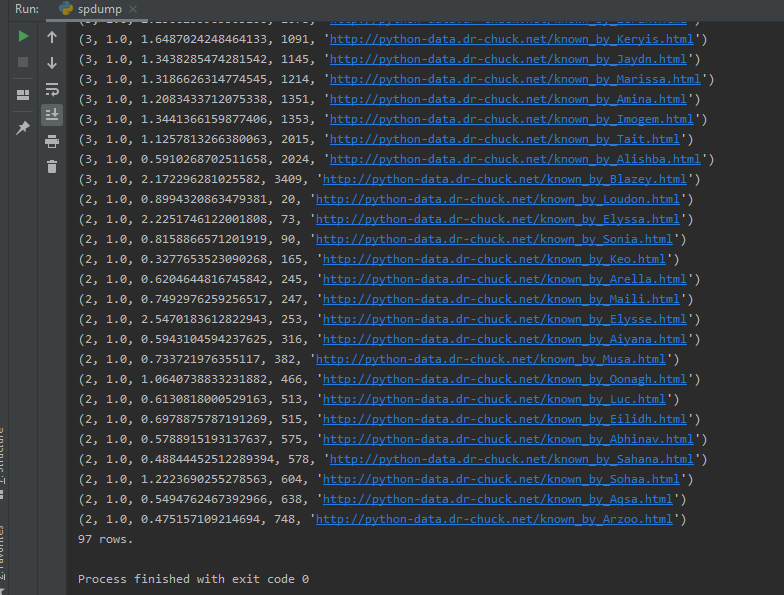 Run: spdump
(3, 1.0, 1.6487024248464133, 1091, 'http://python-data.dr-chuck.net/known_by_Keryis.html')
(3, 1.0, 1.3438285474281542, 1145, 'http://python-data.dr-chuck.net/known_by_Jaydn.html')
(3, 1.0, 1.3186626314774545, 1214, 'http://python-data.dr-chuck.net/known_by_Marissa.html')
(3, 1.0, 1.2083433712075338, 1351, 'http://python-data.dr-chuck.net/known_by_Amina.html')
(3, 1.0, 1.3441366159877406, 1353, 'http://python-data.dr-chuck.net/known_by_Imogem.html')
(3, 1.0, 1.1257813266380063, 2015, 'http://python-data.dr-chuck.net/known_by_Tait.html')
(3, 1.0, 0.5910268702511658, 2024, 'http://python-data.dr-chuck.net/known_by_Alishba.html')
(3, 1.0, 2.172296281025582, 3409, 'http://python-data.dr-chuck.net/known_by_Blazey.html')
(2, 1.0, 0.8994320863479381, 20, 'http://python-data.dr-chuck.net/known_by_Loudon.html')
(2, 1.0, 2.2251746122001808, 73, 'http://python-data.dr-chuck.net/known_by_Elyssa.html')
(2, 1.0, 0.8158866571201919, 90, 'http://python-data.dr-chuck.net/known_by_Sonia.html')
(2, 1.0, 0.3277653523090268, 165, 'http://python-data.dr-chuck.net/known_by_Keo.html')
(2, 1.0, 0.6204644816745842, 245, 'http://python-data.dr-chuck.net/known_by_Arella.html')
(2, 1.0, 0.7492976259256517, 247, 'http://python-data.dr-chuck.net/known_by_Maili.html')
(2, 1.0, 2.5470183612822943, 253, 'http://python-data.dr-chuck.net/known_by_Elysse.html')
(2, 1.0, 0.5943104594237625, 316, 'http://python-data.dr-chuck.net/known_by_Aiyana.html')
(2, 1.0, 0.733721976355117, 382, 'http://python-data.dr-chuck.net/known_by_Musa.html')
(2, 1.0, 1.0640738833231882, 466, 'http://python-data.dr-chuck.net/known_by_Oonagh.html')
(2, 1.0, 0.6130818000529163, 513, 'http://python-data.dr-chuck.net/known_by_Luc.html')
(2, 1.0, 0.6978875787191269, 515, 'http://python-data.dr-chuck.net/known_by_Eilidh.html')
(2, 1.0, 0.5788915193137637, 575, 'http://python-data.dr-chuck.net/known_by_Abhinav.html')
(2, 1.0, 0.48844452512289394, 578, 'http://python-data.dr-chuck.net/known_by_Sahana.html')
(2, 1.0, 1.2223690255278563, 604, 'http://python-data.dr-chuck.net/known_by_Sohaa.html')
(2, 1.0, 0.5494762467392966, 638, 'http://python-data.dr-chuck.net/known_by_Aqsa.html')
(2, 1.0, 0.475157109214694, 748, 'http://python-data.dr-chuck.net/known_by_Arzoo.html')
97 rows.
Process finished with exit code 0